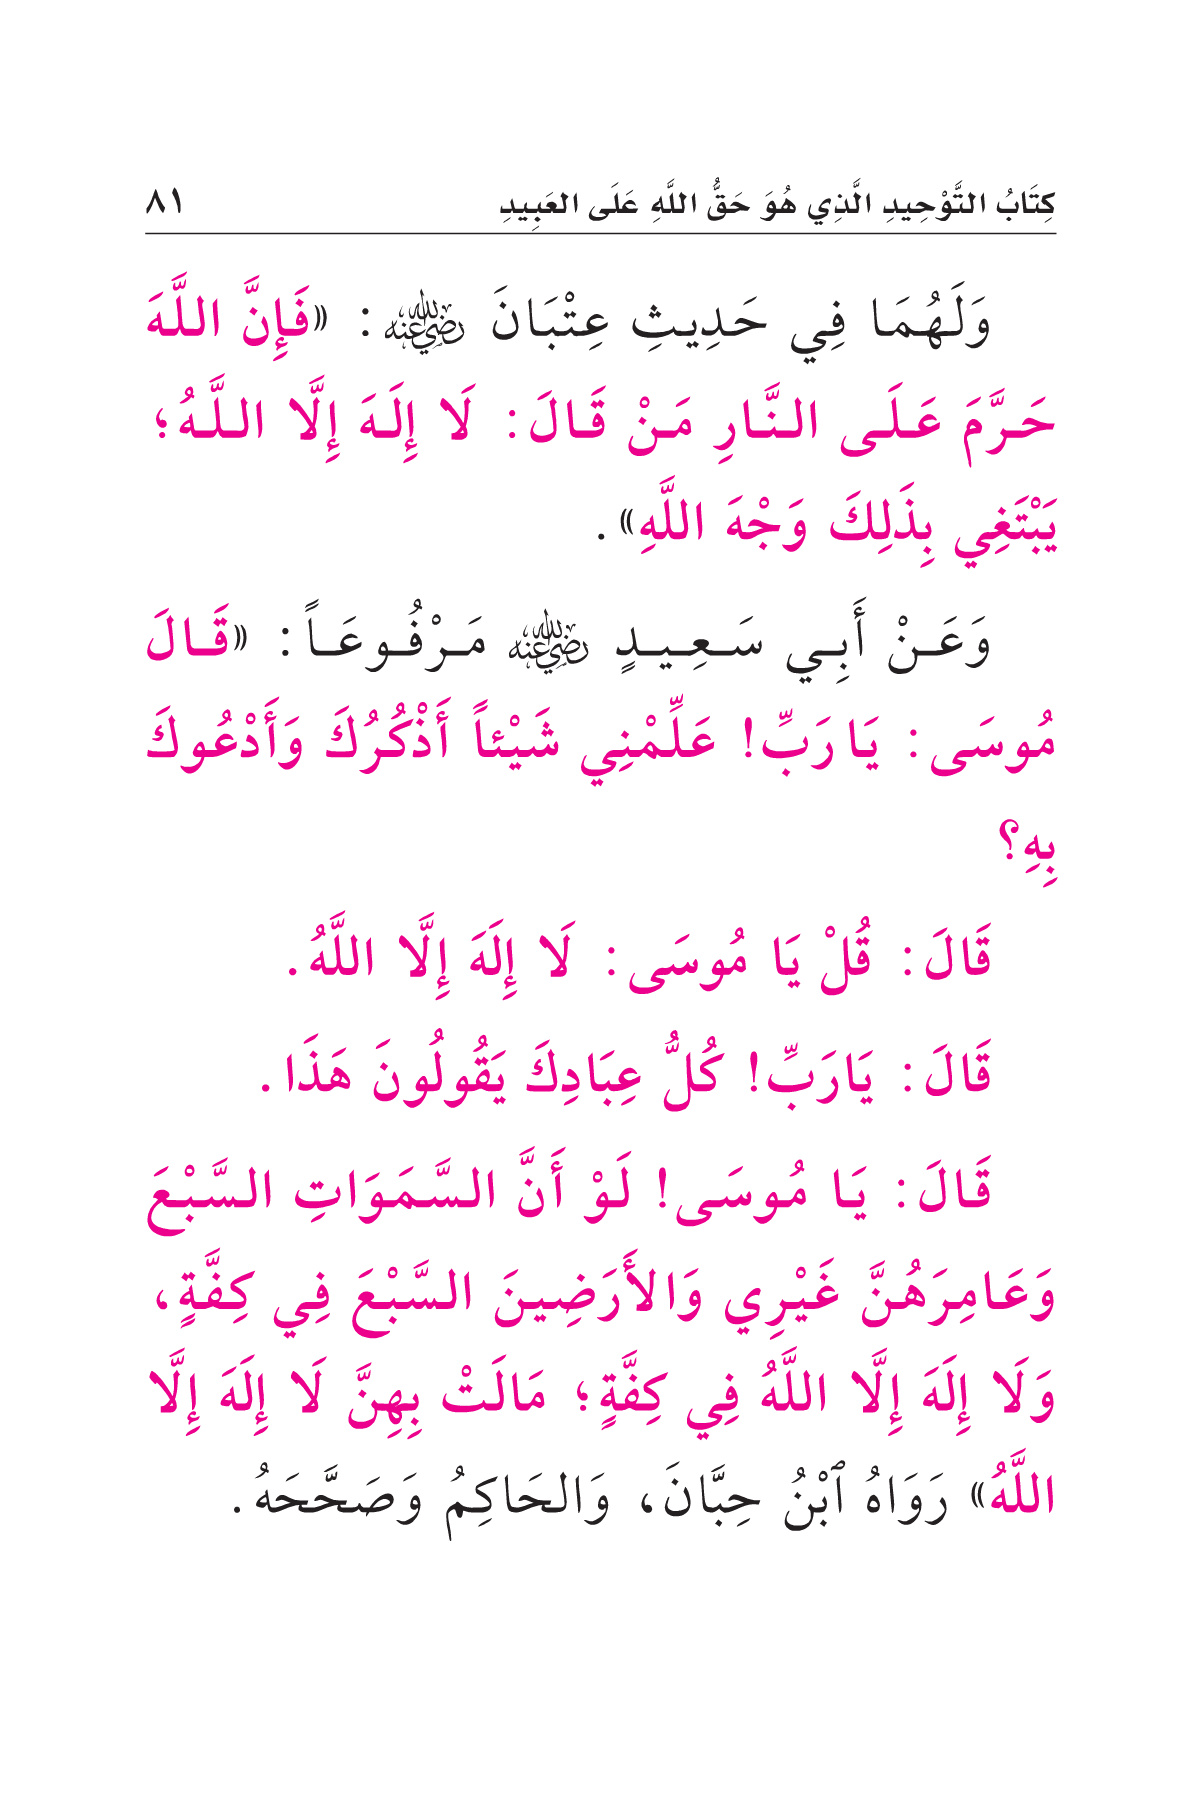 كِتَابُ التَّوْحِيدِ الَّذِي هُوَ حَقُّ اللَّهِ عَلَى العَبِيدِ ٨١
وَلَهُمَا فِي حَدِيثِ عِتْبَانَ رضي الله عنه: «فَإِنَّ اللَّهَ
حَرَّمَ عَلَى النَّارِ مَنْ قَالَ: لَا إِلَهَ إِلَّا اللَّهُ؛
يَبْتَغِي بِذَلِكَ وَجْهَ اللَّهِ».
وَعَنْ أَبِي سَعِيدٍ رضي الله عنه مَرْفُوعَاً: «قَالَ
مُوسَى: يَا رَبِّ! عَلِّمْنِي شَيْئاً أَذْكُرُكَ وَأَدْعُوكَ
بِهِ؟
قَالَ: قُلْ يَا مُوسَى: لَا إِلَهَ إِلَّا اللَّهُ.
قَالَ: يَارَبِّ! كُلُّ عِبَادِكَ يَقُولُونَ هَذَا.
قَالَ: يَا مُوسَى! لَوْ أَنَّ السَّمَوَاتِ السَّبْعَ
وَعَامِرَهُنَّ غَيْرِي وَالأَرَضِينَ السَّبْعَ فِي كِفَّةٍ،
وَلَا إِلَهَ إِلَّا اللَّهُ فِي كِفَّةٍ؛ مَالَتْ بِهِنَّ لَا إِلَهَ إِلَّا
اللَّهُ» رَوَاهُ ٱبْنُ حِبَّانَ، وَالحَاكِمُ وَصَحَّحَهُ.